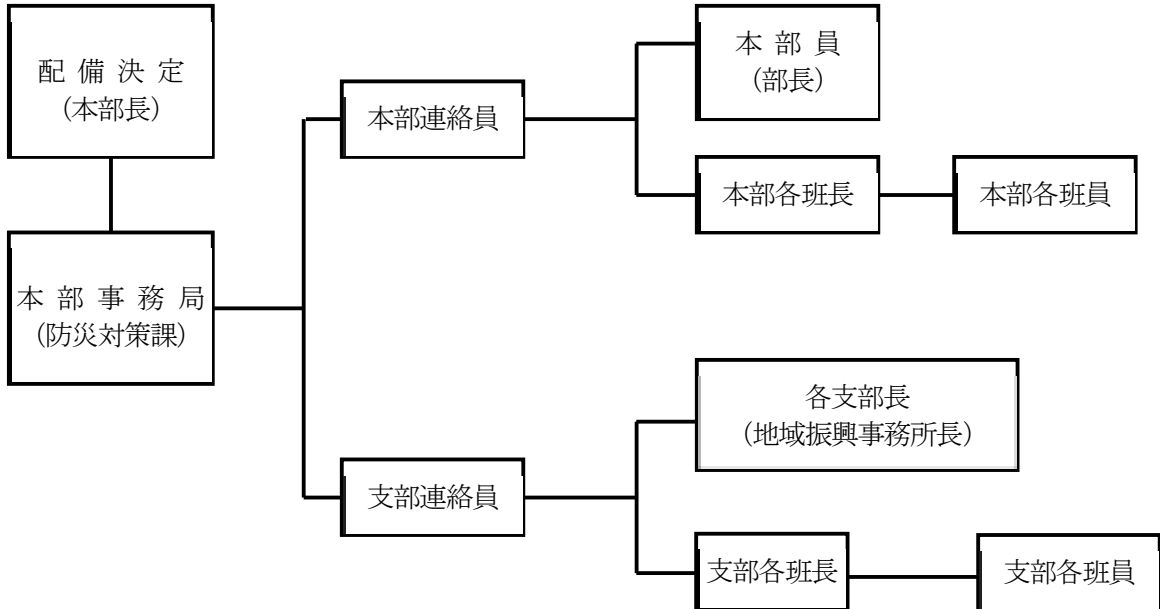 配備決定
(本部長)
本部事務局
(防災対策課)
本部連絡員
本部員
(部長)
本部各班長
本部各班員
支部連絡員
各支部長
(地域振興事務所長)
支部各班長
支部各班員